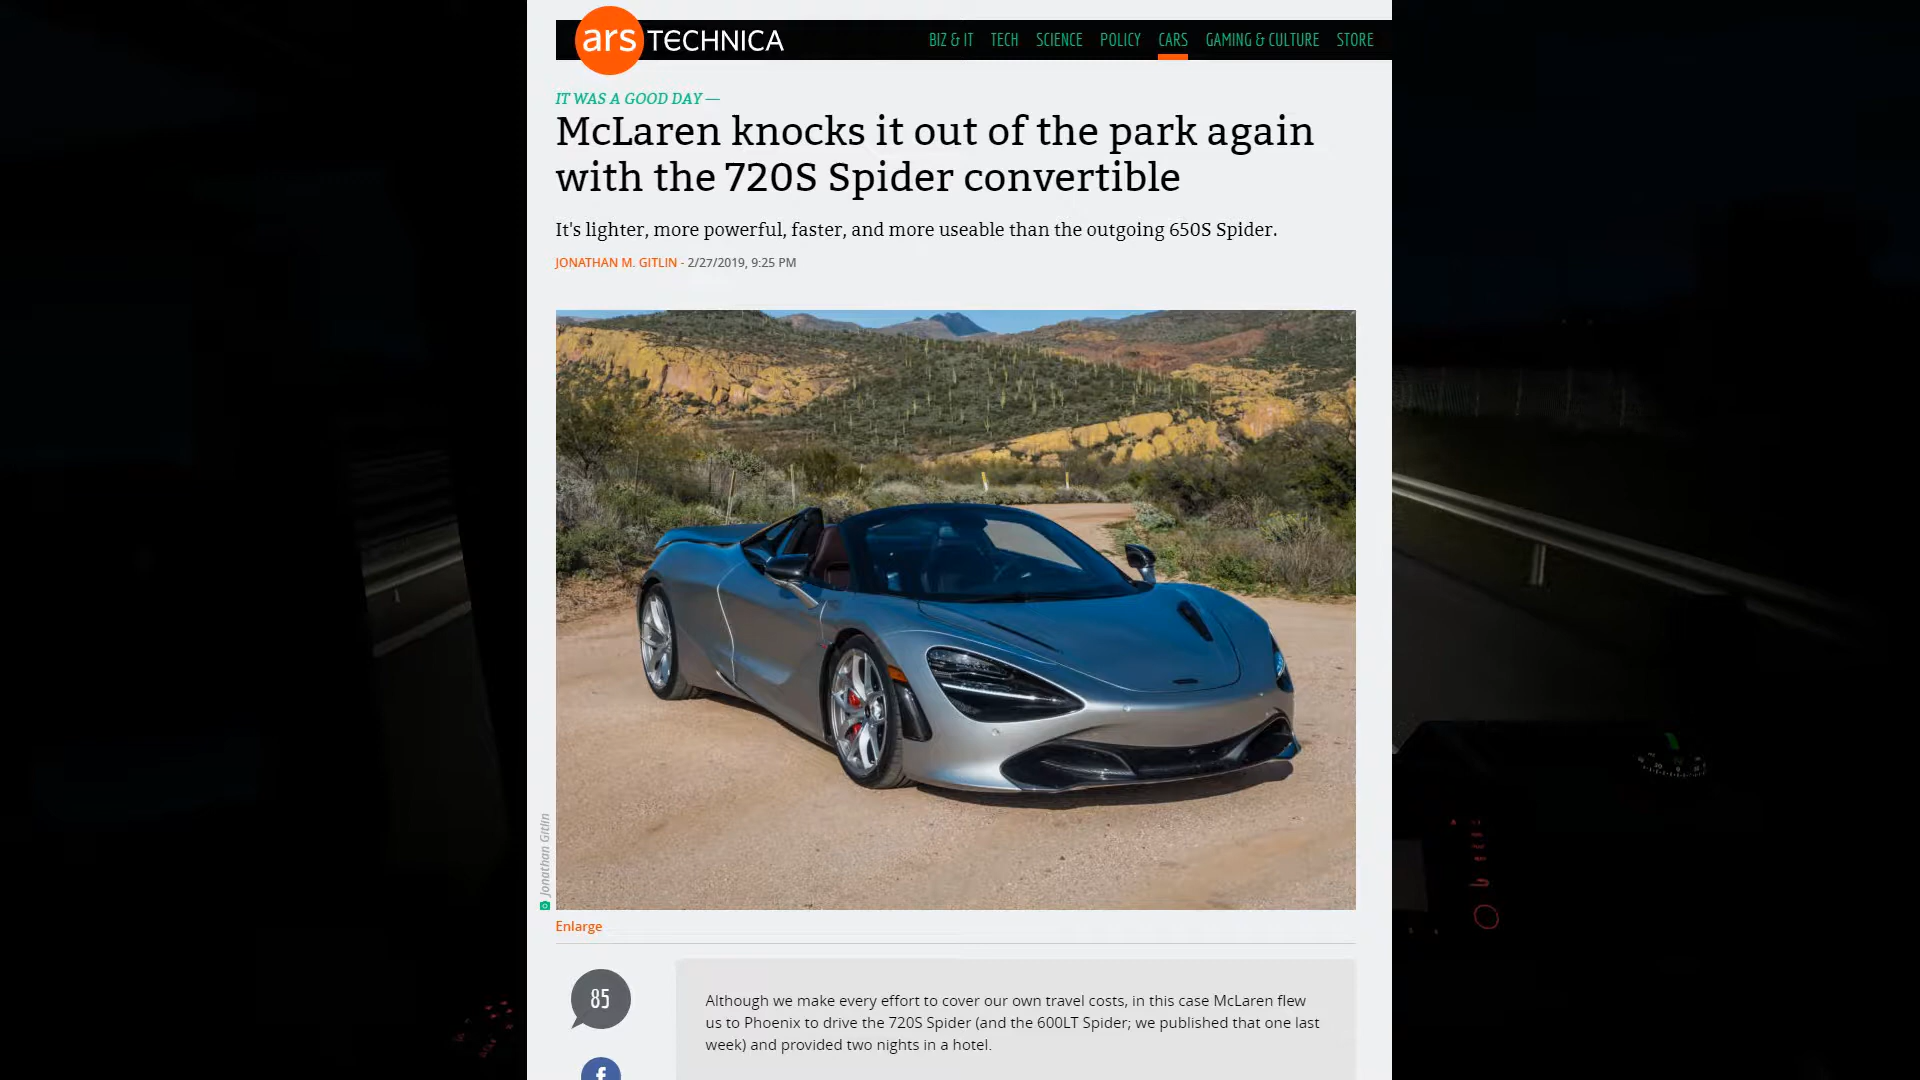 ars TECHNICA
BIZ & IT TECH SCIENCE POLICY CARS GAMING & CULTURE STORE
IT WAS A GOOD DAY —
McLaren knocks it out of the park again
with the 720S Spider convertible
It's lighter, more powerful, faster, and more useable than the outgoing 650S Spider.
JONATHAN M. GITLIN - 2/27/2019, 9:25 PM
Jonathan Gitlin
Enlarge
85
Although we make every effort to cover our own travel costs, in this case McLaren flew
us to Phoenix to drive the 720S Spider (and the 600LT Spider; we published that one last
week) and provided two nights in a hotel.
f